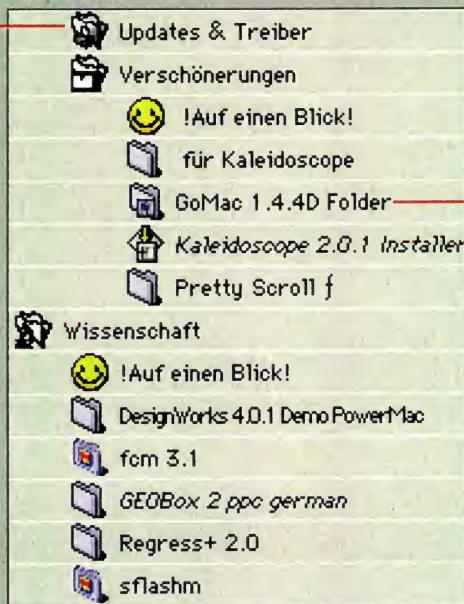 Updates & Treiber
Verschönerungen
!Auf einen Blick!
für Kaleidoscope
GoMac 1.4.4D Folder
Kaleidoscope 2.0.1 Installer
Pretty Scroll ƒ
Wissenschaft
!Auf einen Blick!
DesignWorks 4.0.1 Demo PowerMac
fcm 3.1
GEOBox 2 ppc german
Regress+ 2.0
sflashm